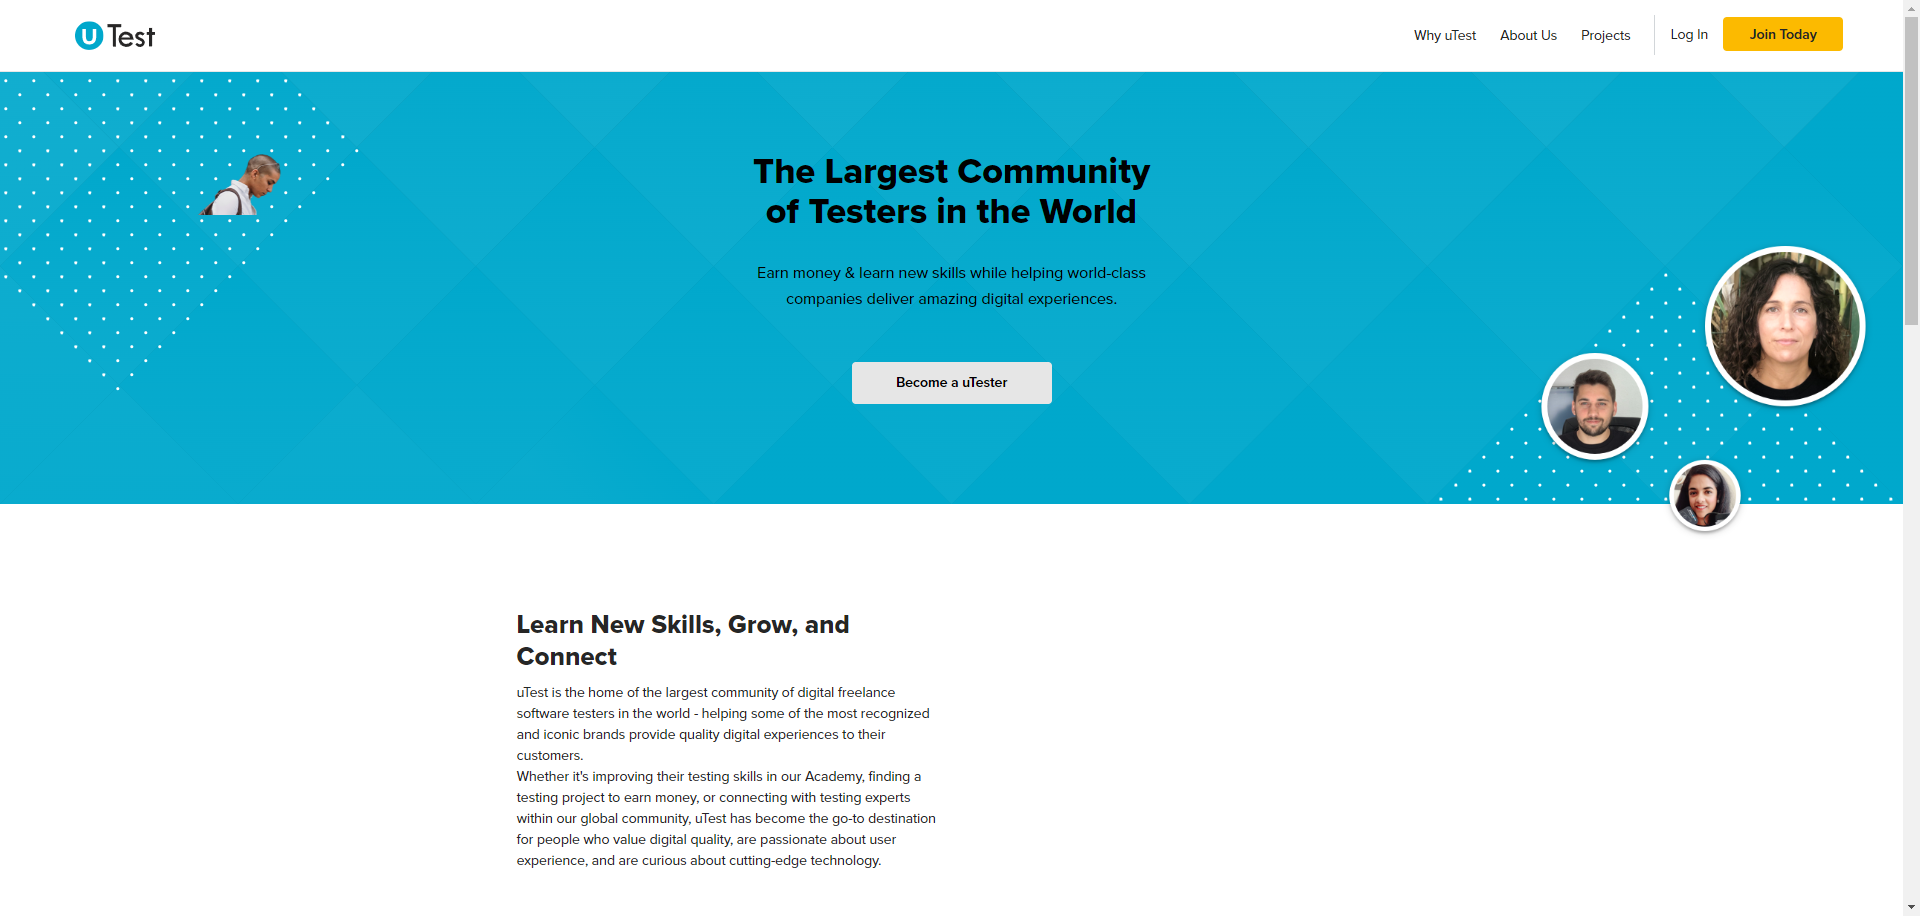 uTest
Why uTest
About Us
Projects
Log In
Join Today
The Largest Community
of Testers in the World
Earn money & learn new skills while helping world-class
companies deliver amazing digital experiences.
Become a uTester
Learn New Skills, Grow, and
Connect
uTest is the home of the largest community of digital freelance
software testers in the world - helping some of the most recognized
and iconic brands provide quality digital experiences to their
customers.
Whether it's improving their testing skills in our Academy, finding a
testing project to earn money, or connecting with testing experts
within our global community, uTest has become the go-to destination
for people who value digital quality, are passionate about user
experience, and are curious about cutting-edge technology.